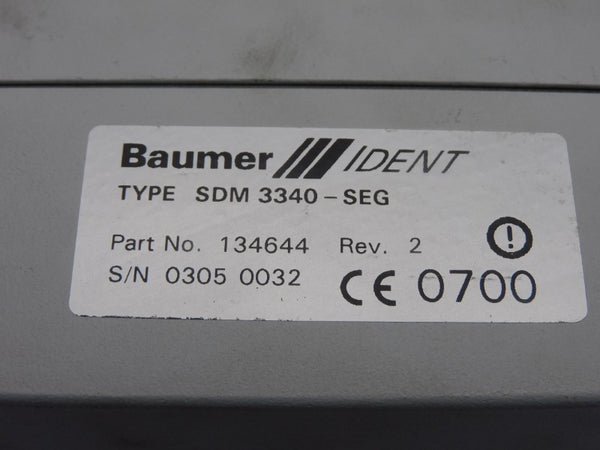 Baumer IDENT
TYPE SDM 3340-SEG
Part No. 134644 Rev. 2
S/N 0305 0032 CE 0700